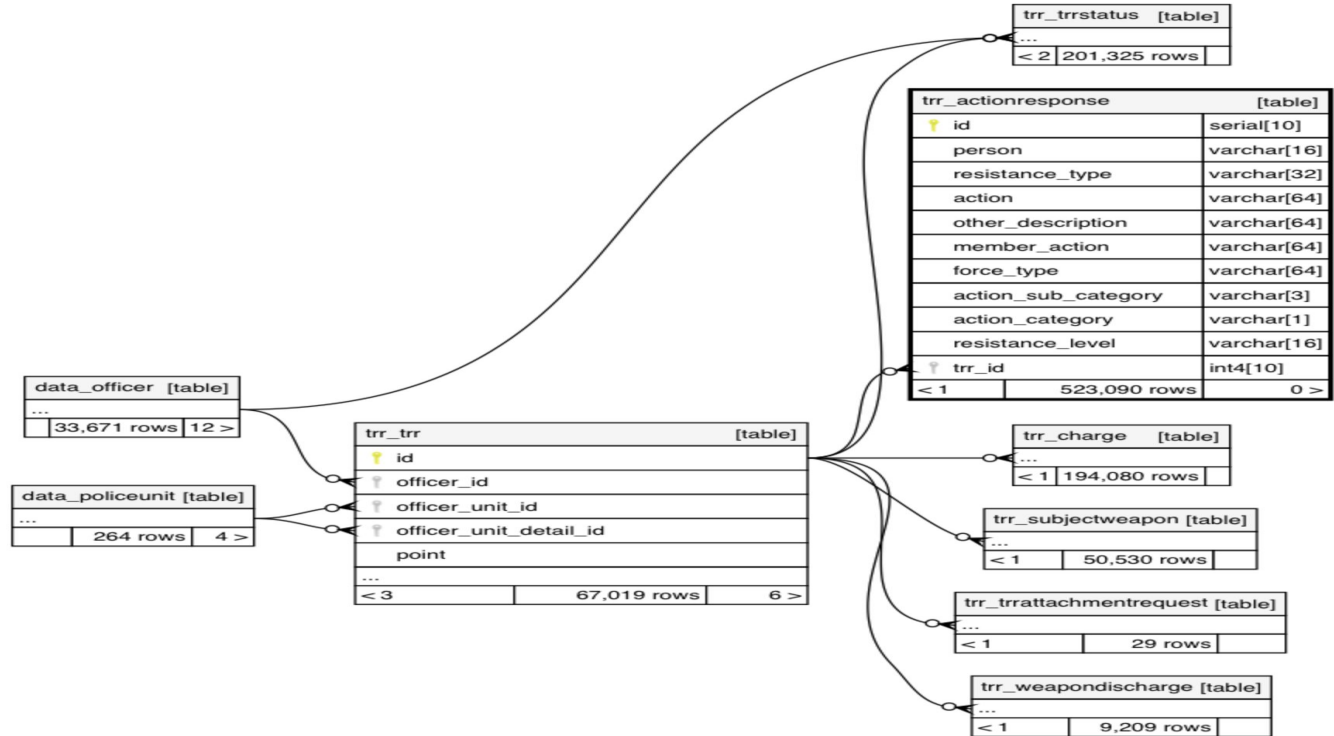 trr_trrstatus [table]
...
< 2 201,325 rows
trr_actionresponse [table]
id serial[10]
person varchar[16]
resistance_type varchar[32]
action varchar[64]
other_description varchar[64]
member_action varchar[64]
force_type varchar[64]
action_sub_category varchar[3]
action_category varchar[1]
resistance_level varchar[16]
trr_id int4[10]
< 1 523,090 rows 0 >
data_officer [table]
...
33,671 rows 12 >
data_policeunit [table]
...
264 rows 4 >
trr_trr [table]
id
officer_id
officer_unit_id
officer_unit_detail_id
point
...
< 3 67,019 rows 6 >
trr_charge [table]
...
< 1 194,080 rows
trr_subjectweapon [table]
...
< 1 50,530 rows
trr_trrattachmentrequest [table]
...
< 1 29 rows
trr_weapondischarge [table]
...
< 1 9,209 rows